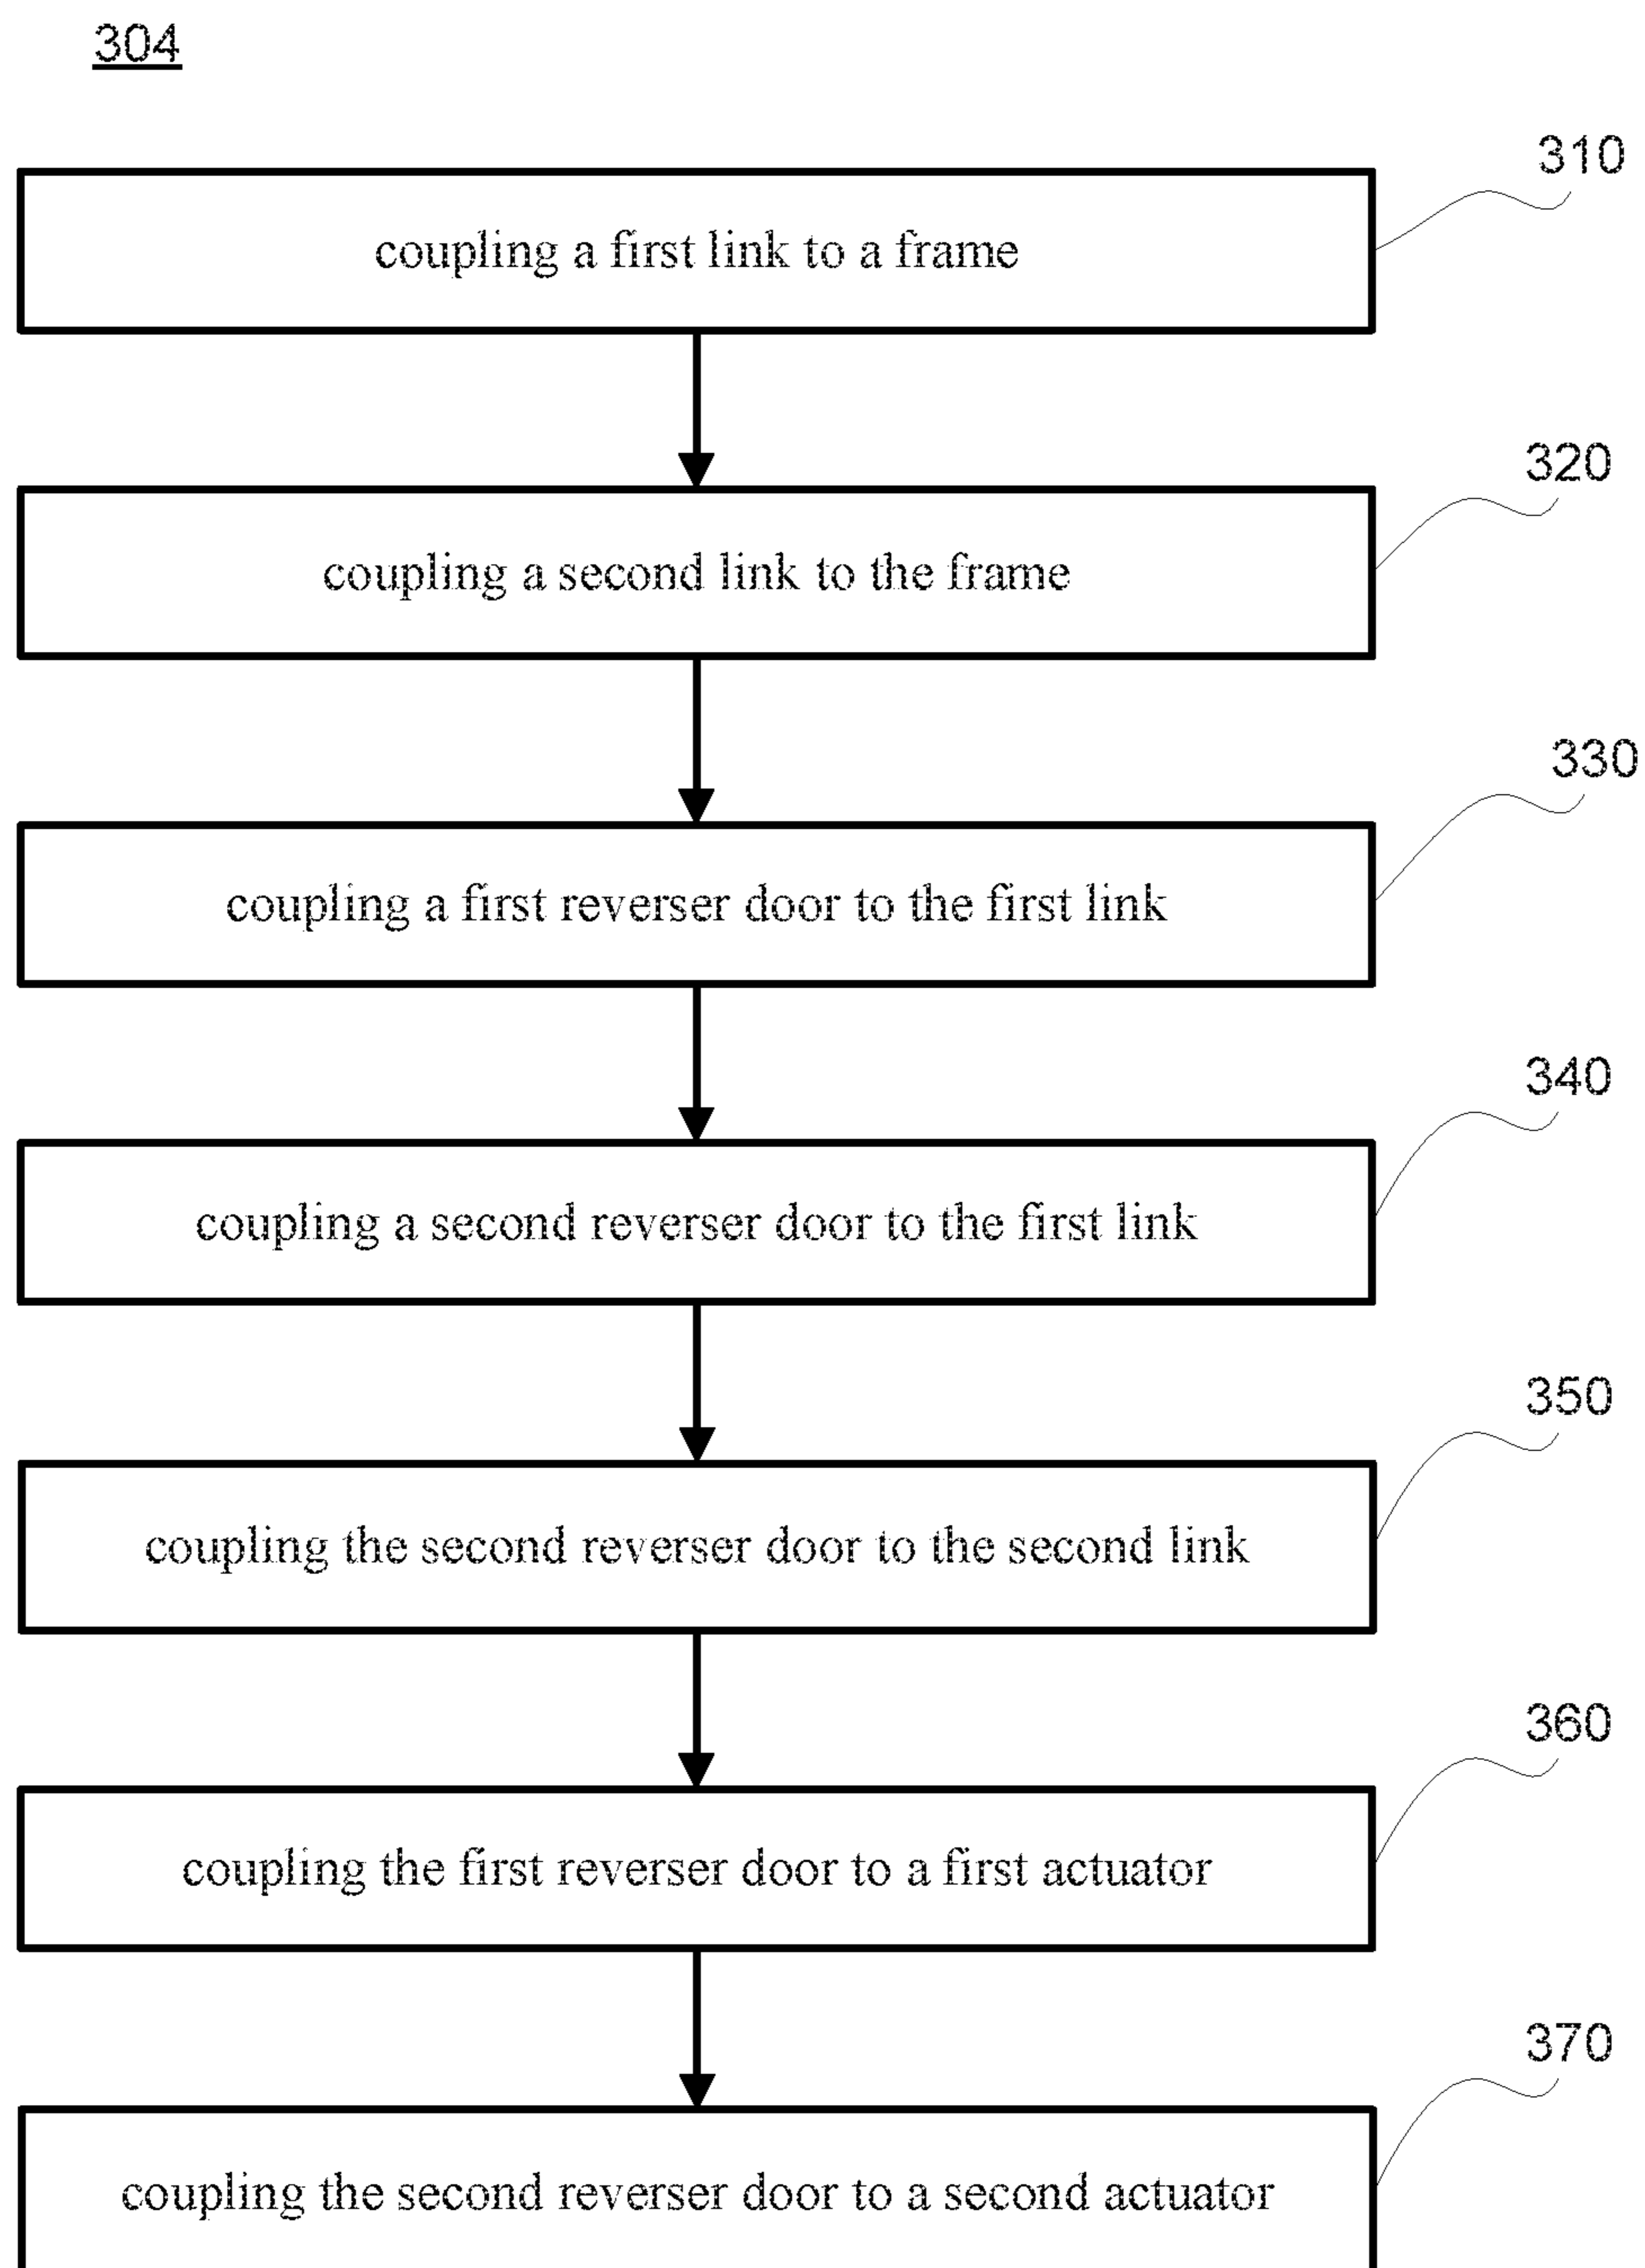 304
310
coupling a first link to a frame
320
coupling a second link to the frame
330
coupling a first reverser door to the first link
340
coupling a second reverser door to the first link
350
coupling the second reverser door to the second link
360
coupling the first reverser door to a first actuator
370
coupling the second reverser door to a second actuator